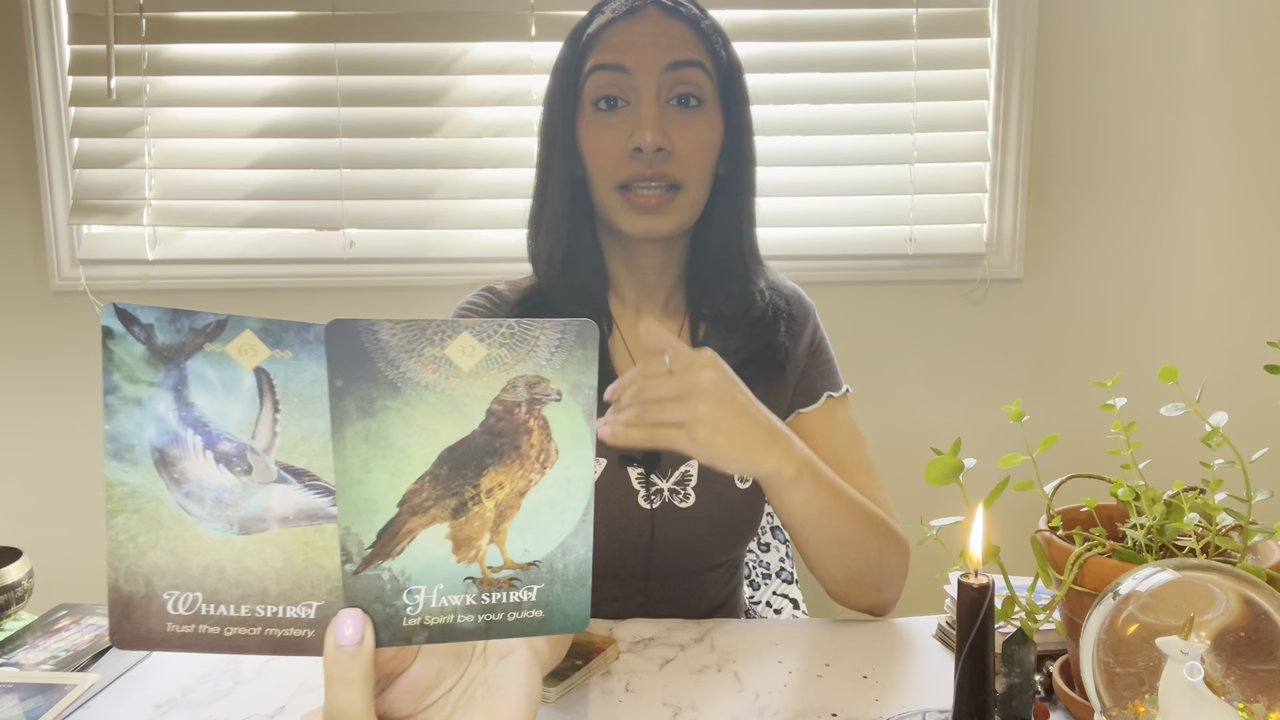 65
WHALE SPIRIT
Trust the great mystery.
32
HAWK SPIRIT
Let Spirit be your guide.